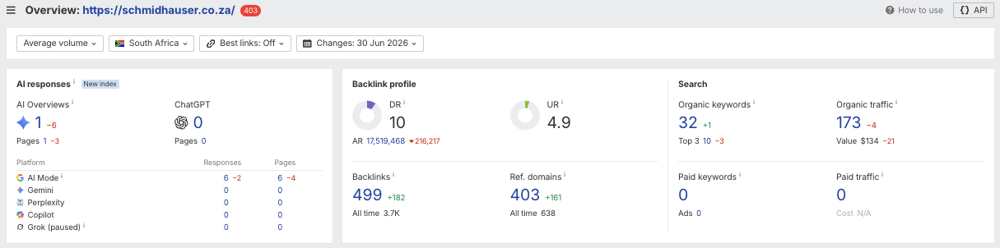 Overview: https://schmidhauser.co.za/ 403
How to use
API
Average volume
South Africa
Best links: Off
Changes: 30 Jun 2026
AI responses i New index
AI Overviews i
1 −6
Pages 1 −3
ChatGPT
0
Pages 0
Platform Responses Pages
AI Mode i 6 −2 6 −4
Gemini 0 0
Perplexity 0 0
Copilot 0 0
Grok (paused) i 0 0
Backlink profile
DR i
10
AR 17,519,468 ▼216,217
UR i
4.9
Backlinks i
499 +182
All time 3.7K
Ref. domains i
403 +161
All time 638
Search
Organic keywords i
32 +1
Top 3 10 −3
Organic traffic i
173 −4
Value $134 −21
Paid keywords i
0
Ads 0
Paid traffic i
0
Cost N/A